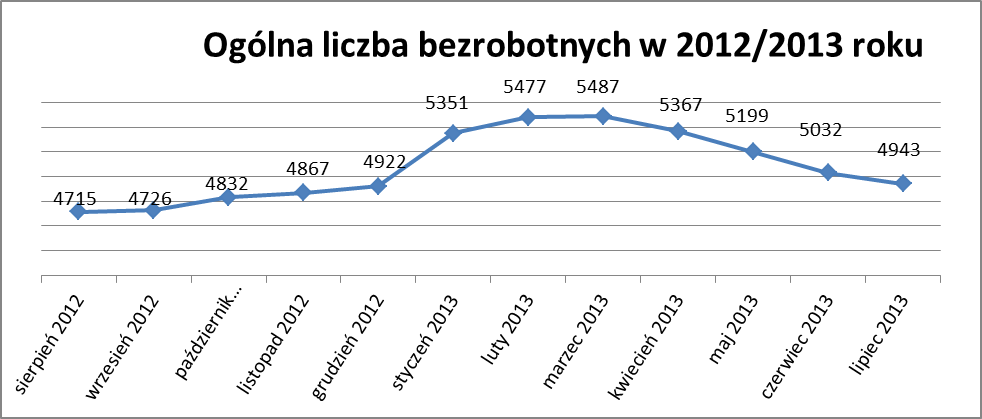 Ogólna liczba bezrobotnych w 2012/2013 roku
4715
4726
4832
4867
4922
5351
5477
5487
5367
5199
5032
4943
sierpień 2012
wrzesień 2012
październik...
listopad 2012
grudzień 2012
styczeń 2013
luty 2013
marzec 2013
kwiecień 2013
maj 2013
czerwiec 2013
lipiec 2013